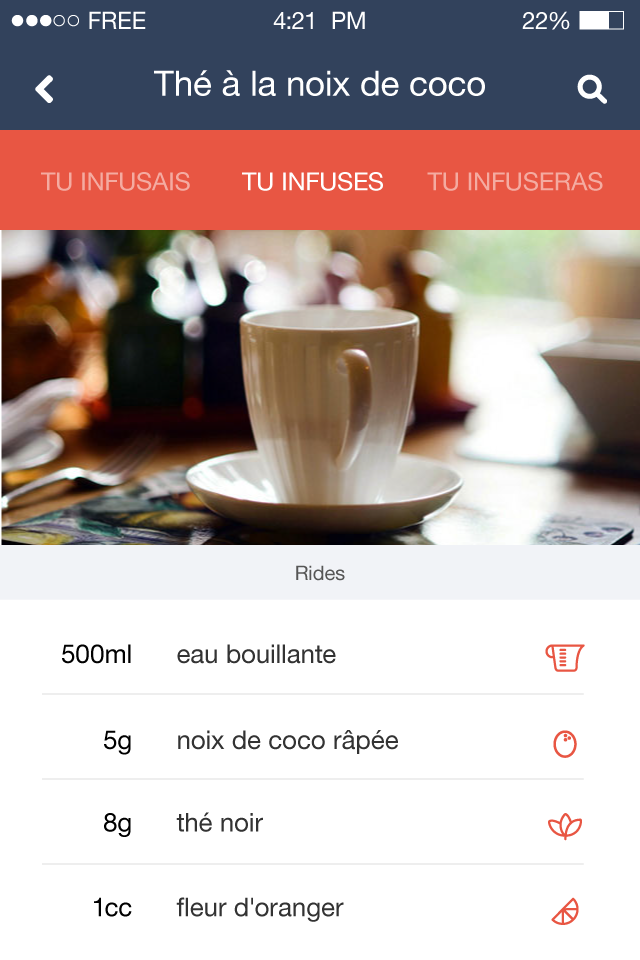 FREE 4:21 PM 22%
Thé à la noix de coco
TU INFUSAIS TU INFUSES TU INFUSERAS
Rides
500ml eau bouillante
5g noix de coco râpée
8g thé noir
1cc fleur d'oranger